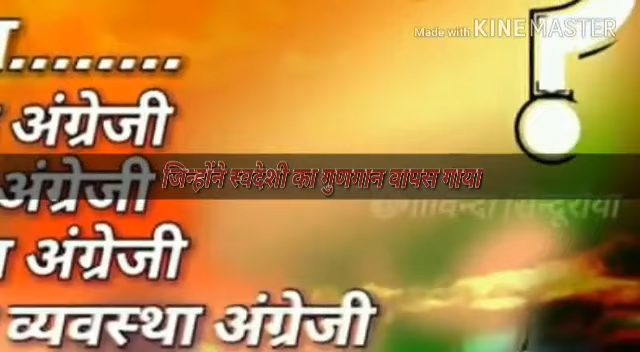 Made with KINEMASTER
........
अंग्रेजी
अंग्रेजी
जिन्होंने स्वदेशी का गुणगान वापस गाया
अंग्रेजी
व्यवस्था अंग्रेजी
?